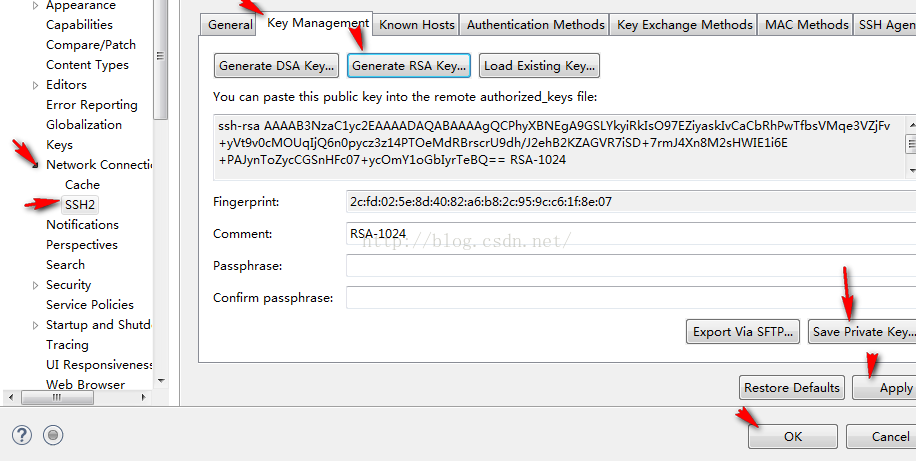 Appearance
Capabilities
Compare/Patch
Content Types
Editors
Error Reporting
Globalization
Keys
Network Connectic
Cache
SSH2
Notifications
Perspectives
Search
Security
Service Policies
Startup and Shutd
Tracing
UI Responsiveness
Web Browser
General Key Management Known Hosts Authentication Methods Key Exchange Methods MAC Methods SSH Agen
Generate DSA Key... Generate RSA Key... Load Existing Key...
You can paste this public key into the remote authorized_keys file:
ssh-rsa AAAAB3NzaC1yc2EAAAADAQABAAAAgQCPhyXBNEgA9GSLYkyiRkIsO97EZiyaskIvCaCbRhPwTfbsVMqe3VZjFv
+yVt9v0cMOUqIjQ6n0pycz3z14PTOeMdRBrscrU9dh/J2ehB2KZAGVR7iSD+7rmJ4Xn8M2sHWIE1i6E
+PAJynToZycCGSnHFc07+ycOmY1oGbIyrTeBQ== RSA-1024
Fingerprint: 2c:fd:02:5e:8d:40:82:a6:b8:2c:95:9c:c6:1f:8e:07
Comment: RSA-1024
http://blog.csdn.net/
Passphrase:
Confirm passphrase:
Export Via SFTP... Save Private Key...
Restore Defaults Apply
OK Cancel